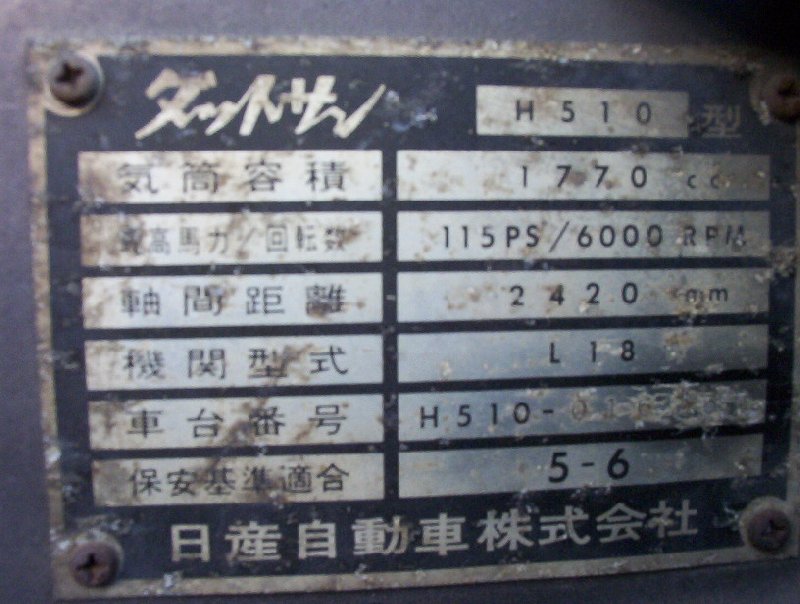 ダットサン H510 型
気筒容積 1770 cc
最高馬力/回転数 115PS/6000 RPM
軸間距離 2420 mm
機関型式 L18
車台番号 H510-
保安基準適合 5-6
日産自動車株式会社